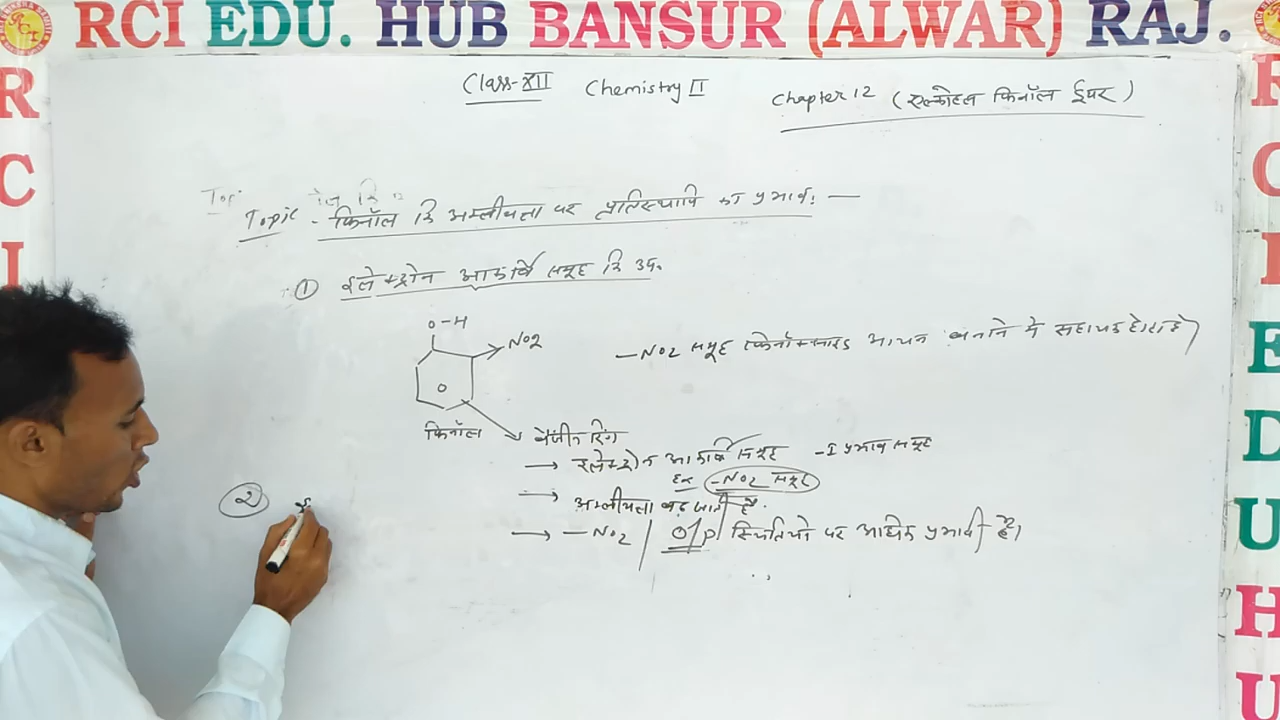 RCI EDU. HUB BANSUR (ALWAR) RAJ.
R
C
I
Class-XII Chemistry II Chapter 12 (एल्कोहल फिनॉल ईथर)
Topic - फिनॉल कि अम्लीयता पर प्रतिस्थापि का प्रभाव! —
① इलेक्ट्रोन आकर्षि समूह कि उप.
O-H
NO2
फिनॉल
—NO2 समूह आयन बनाने मे सहायक होता है
बेंजीन रिंग
→ इलेक्ट्रोन आकर्षि समूह -I प्रभाव समूह
Ex -NO2 समूह
→ अम्लीयता बढ़ जाती है.
→ —NO2 / o/p स्थितियो पर अधिक प्रभावी है।
②
R
C
I
E
D
U
H
U